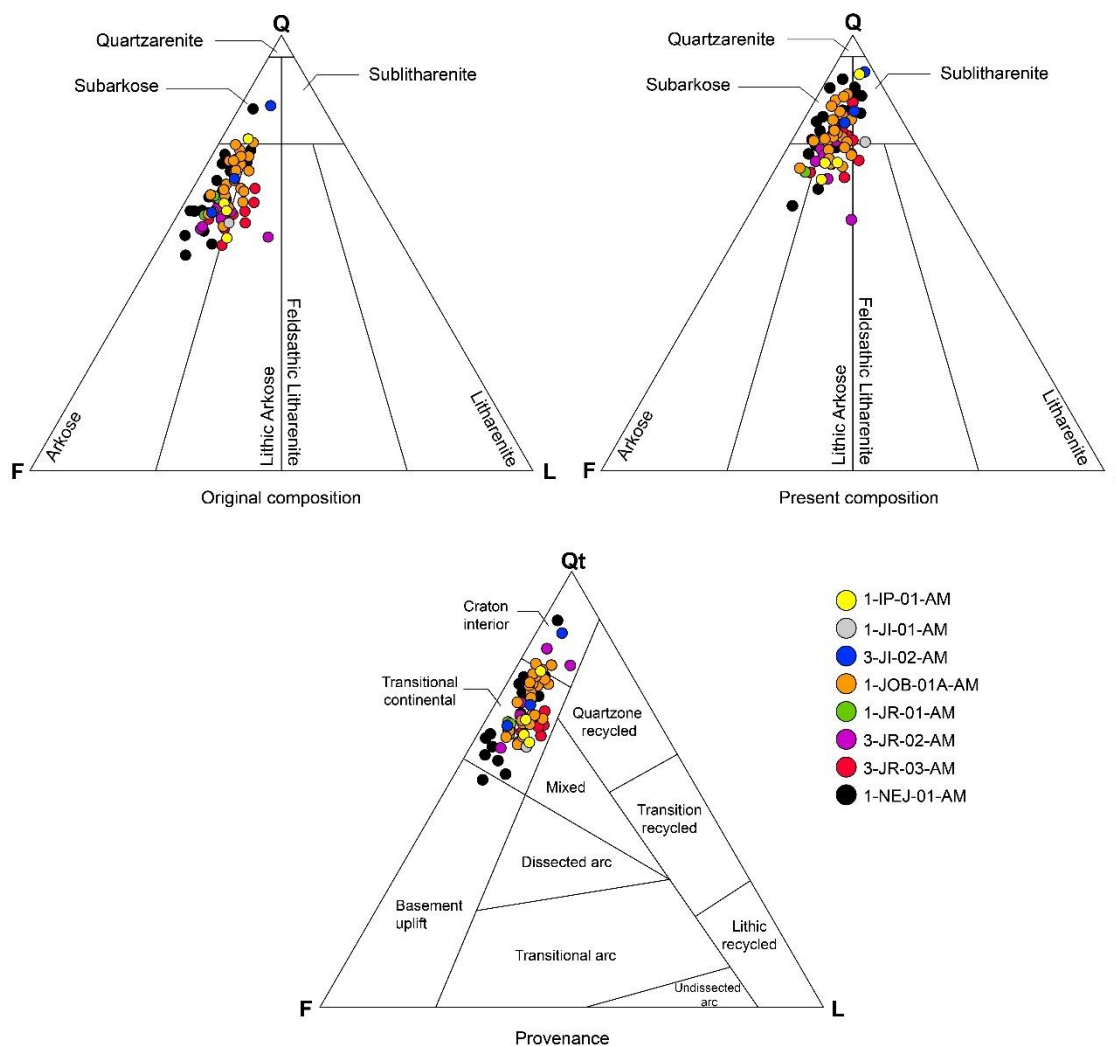 Q
Quartzarenite
Subarkose
Sublitharenite
Arkose
Lithic Arkose
Feldsathic Litharenite
Litharenite
F
L
Original composition
Q
Quartzarenite
Subarkose
Sublitharenite
Arkose
Lithic Arkose
Feldsathic Litharenite
Litharenite
F
L
Present composition
Qt
Craton
interior
Transitional
continental
Quartzone
recycled
Mixed
Transition
recycled
Dissected arc
Basement
uplift
Transitional arc
Lithic
recycled
Undissected
arc
F
L
Provenance
1-IP-01-AM
1-JI-01-AM
3-JI-02-AM
1-JOB-01A-AM
1-JR-01-AM
3-JR-02-AM
3-JR-03-AM
1-NEJ-01-AM